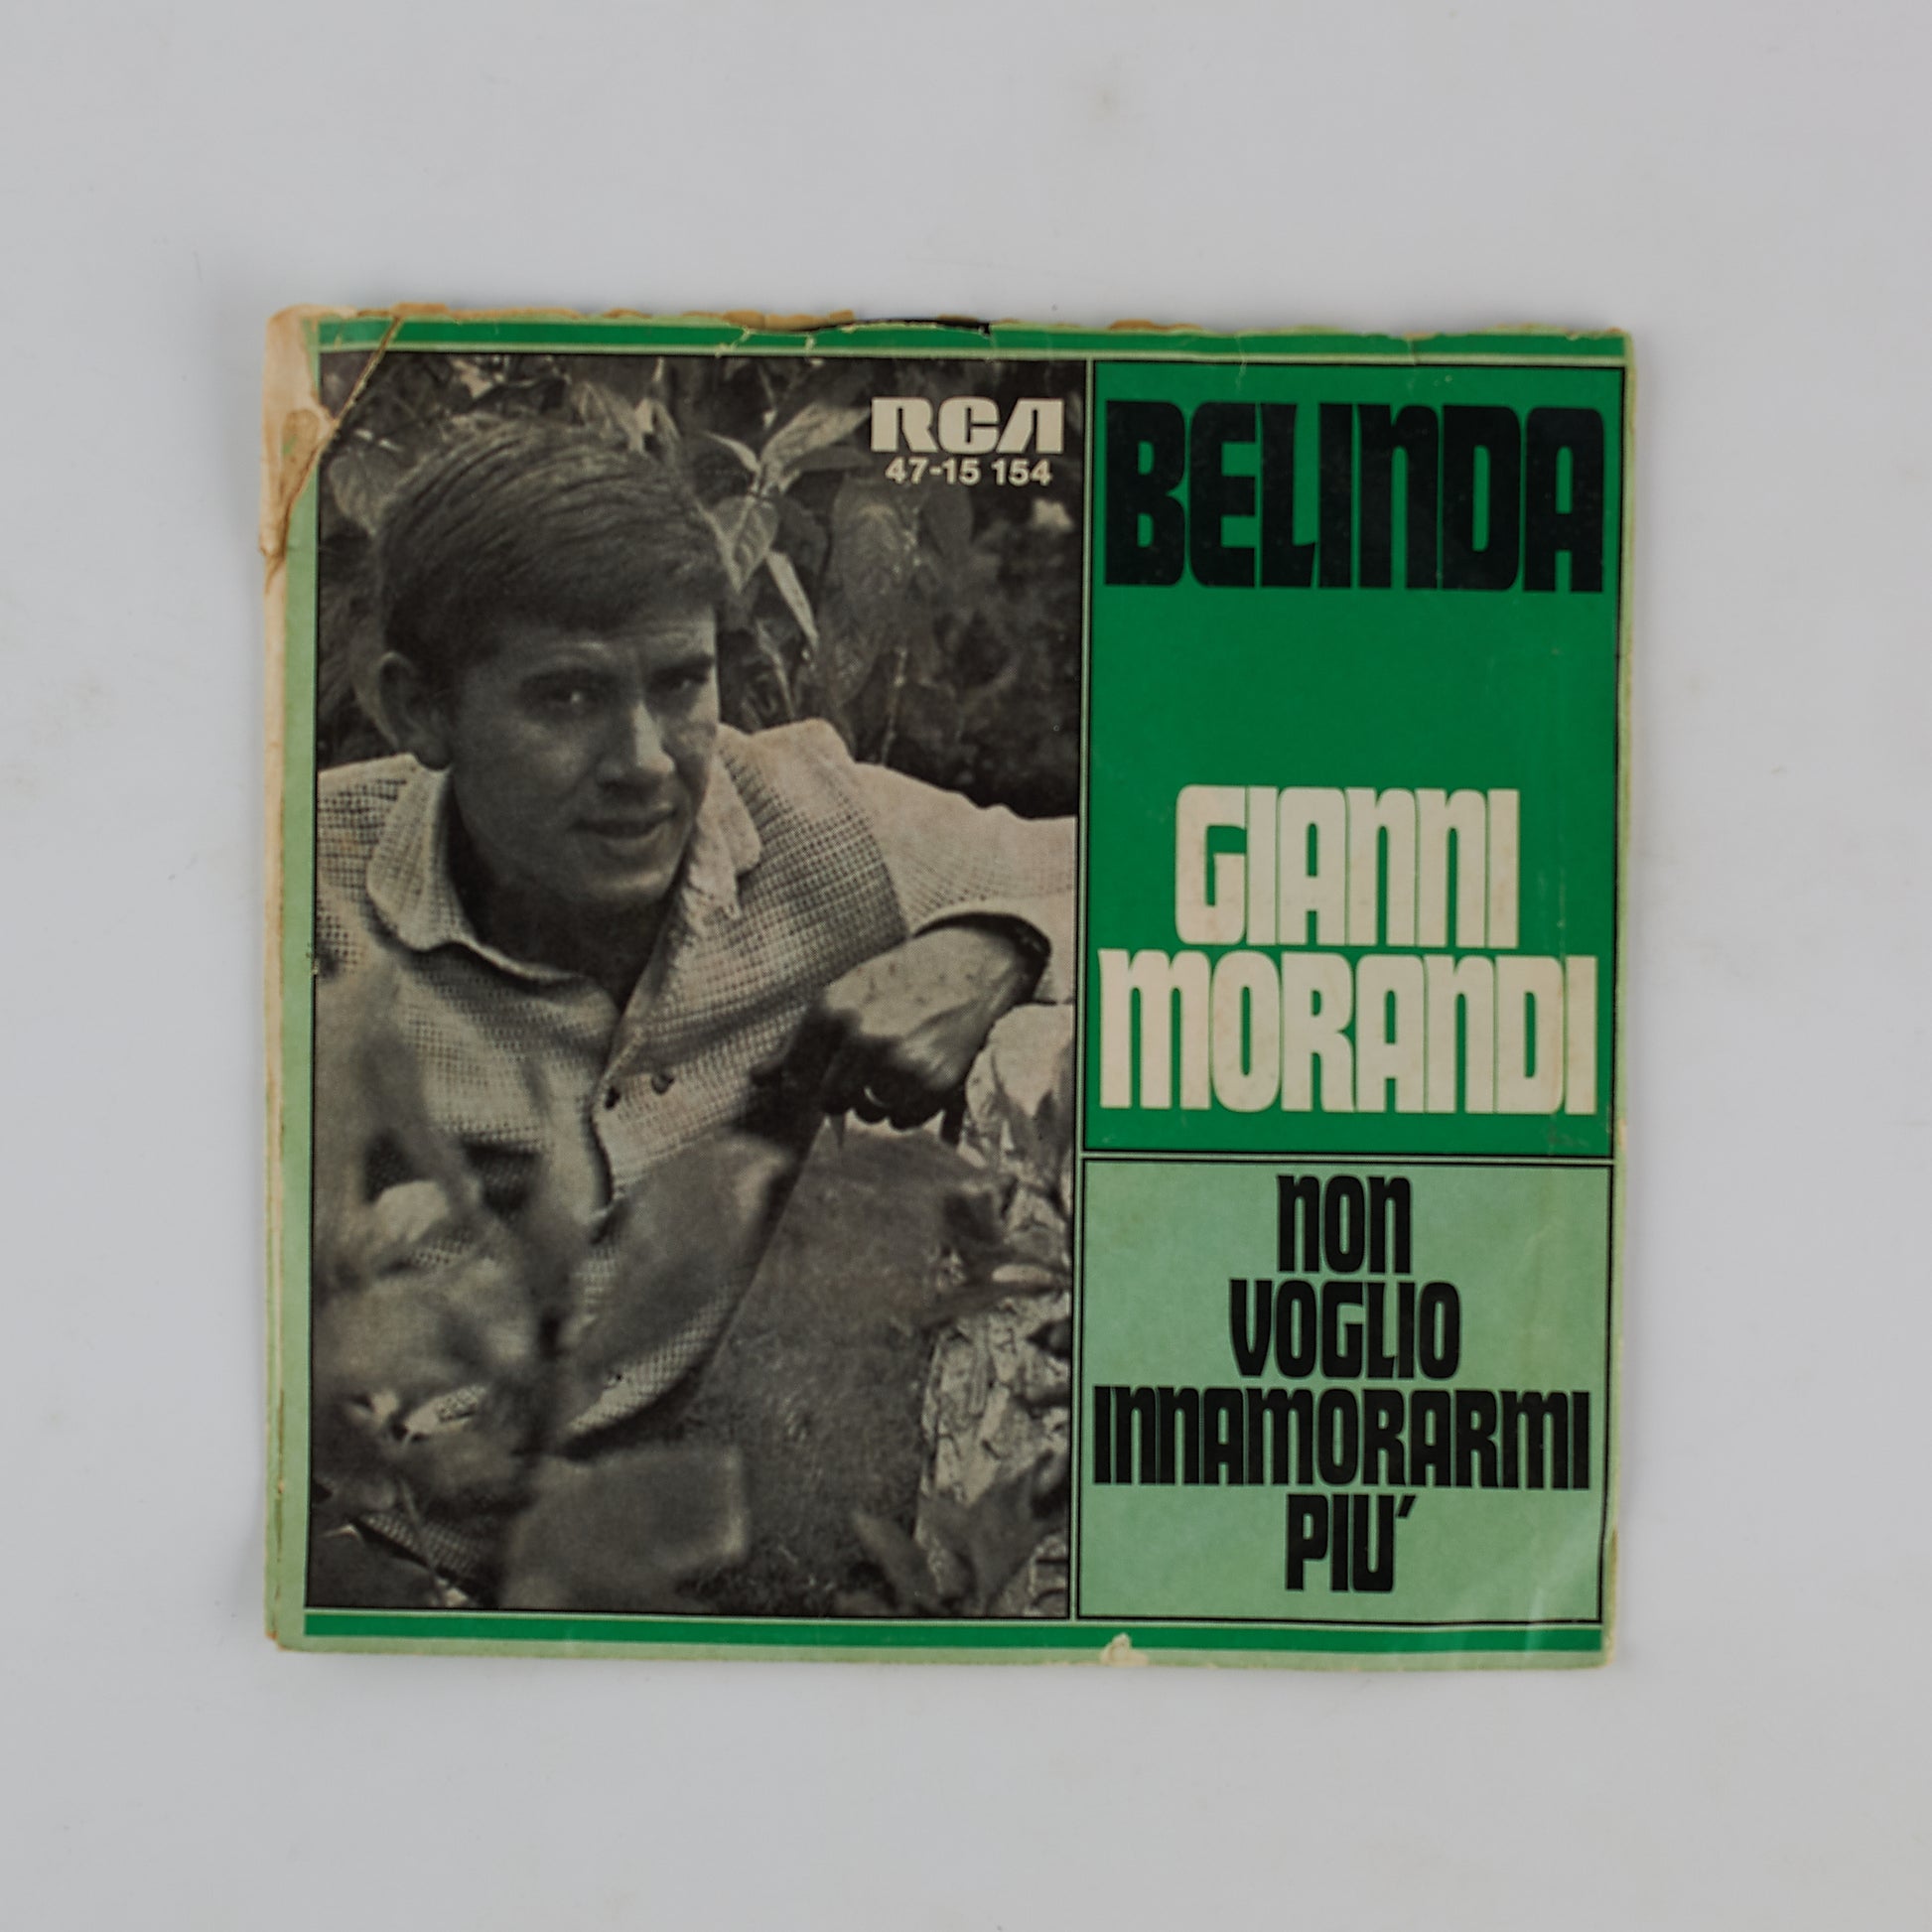 RCA
47-15 154
BELINDA
GIANNI
MORANDI
NON
VOGLIO
INNAMORARMI
PIU'